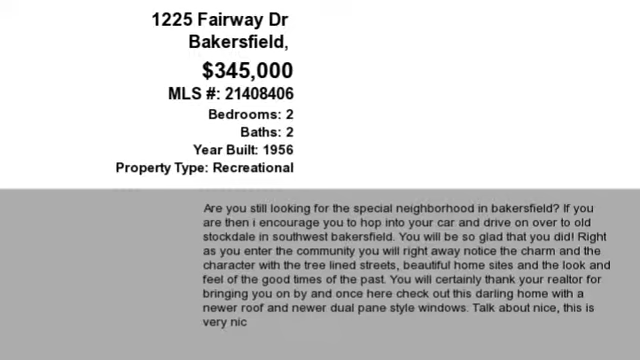 1225 Fairway Dr
Bakersfield,
$345,000
MLS #: 21408406
Bedrooms: 2
Baths: 2
Year Built: 1956
Property Type: Recreational
Are you still looking for the special neighborhood in bakersfield? If you
are then i encourage you to hop into your car and drive on over to old
stockdale in southwest bakersfield. You will be so glad that you did! Right
as you enter the community you will right away notice the charm and the
character with the tree lined streets, beautiful home sites and the look and
feel of the good times of the past. You will certainly thank your realtor for
bringing you on by and once here check out this darling home with a
newer roof and newer dual pane style windows. Talk about nice, this is
very nic